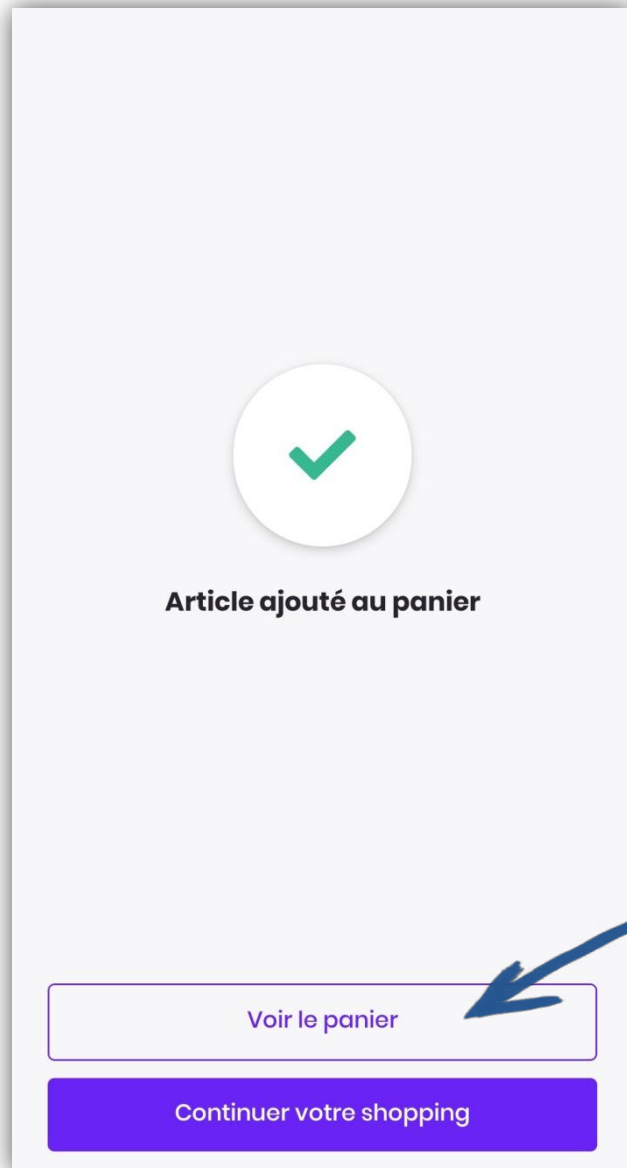 Article ajouté au panier
Voir le panier
Continuer votre shopping